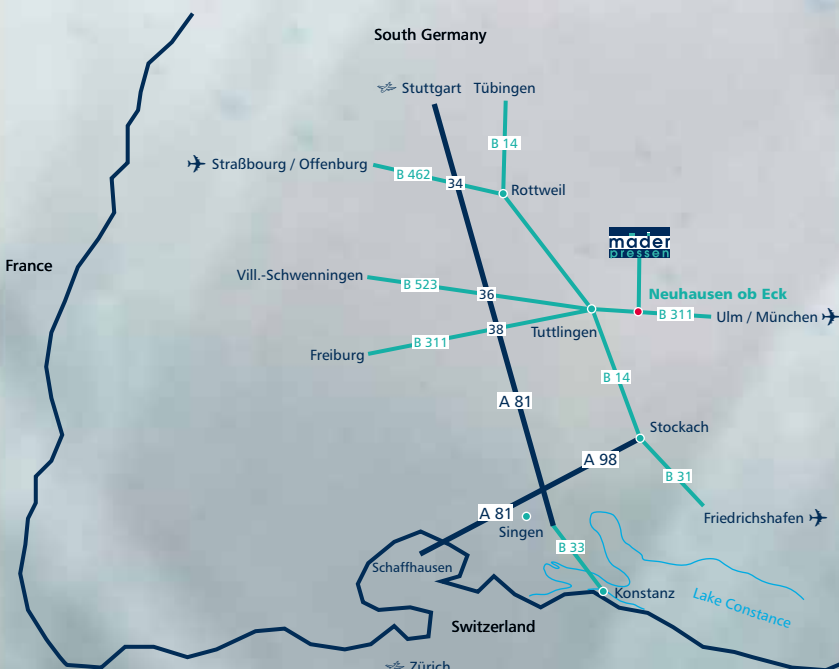 South Germany
Stuttgart
Tübingen
B 14
Straßbourg / Offenburg
B 462
34
Rottweil
mäder
pressen
France
Vill.-Schwenningen
B 523
36
Neuhausen ob Eck
B 311
Ulm / München
38
Tuttlingen
B 311
Freiburg
B 14
A 81
Stockach
A 98
B 31
A 81
Friedrichshafen
Singen
B 33
Schaffhausen
Konstanz
Lake Constance
Switzerland
Zürich